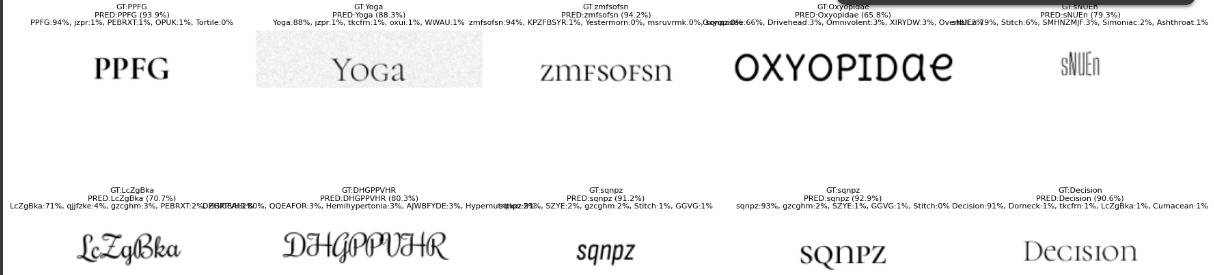 GT:PPFG GT:Yoga GT:zmfsofsn GT:Oxyopidae GT:sNUEn
PRED:PPFG (93.9%) PRED:Yoga (88.3%) PRED:zmfsofsn (94.2%) PRED:Oxyopidae (65.8%) PRED:sNUEn (79.3%)
PPFG:94%, jzpr:1%, PEBRXT:1%, OPUK:1%, Tortile:0% Yoga:88%, jzpr:1%, tkcfrn:1%, oxui:1%, WWAU:1% zmfsofsn:94%, KPZFBSYR:1%, Yestermorn:0%, msruvmk:0%, Drivehead:3%, Omnivolent:3%, XIRYDW:3%, Stitch:6%, SMHNZMJF:3%, Simoniac:2%, Ashthroat:1%
PPFG Yoga zmfsofsn OXYOPIDae sNUEn
GT:LcZgBka GT:DHGPPVHR GT:sqnpz GT:sqnpz GT:Decision
PRED:LcZgBka (70.7%) PRED:DHGPPVHR (80.3%) PRED:sqnpz (91.2%) PRED:sqnpz (92.9%) PRED:Decision (90.6%)
LcZgBka:71%, qjjfzke:4%, gzcghm:3%, PEBRXT:2%, QQEAFOR:3%, Hemihypertonia:3%, AJWBFYDE:3%, SZYE:2%, gzcghm:2%, Stitch:1%, GGVG:1% sqnpz:93%, gzcghm:2%, SZYE:1%, GGVG:1%, Stitch:0% Decision:91%, Dorneck:1%, tkcfrn:1%, LcZgBka:1%, Cumacean:1%
LcZgBka DHGPPVHR sqnpz sqnpz Decision